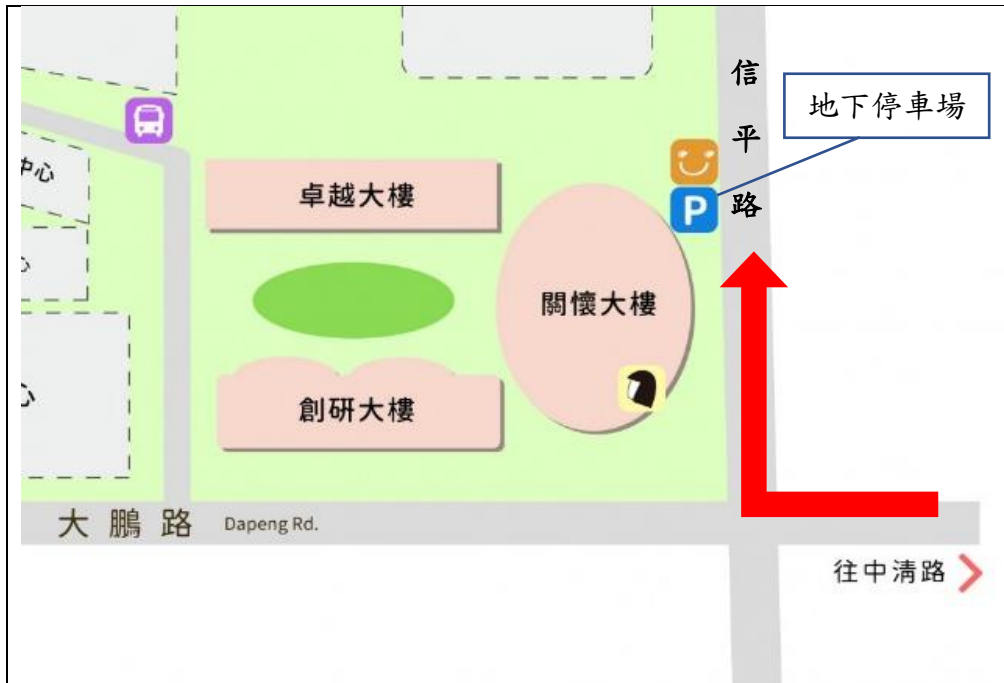 信平路
地下停車場
中心
P
卓越大樓
關懷大樓
心
創研大樓
大鵬路 Dapeng Rd.
往中清路